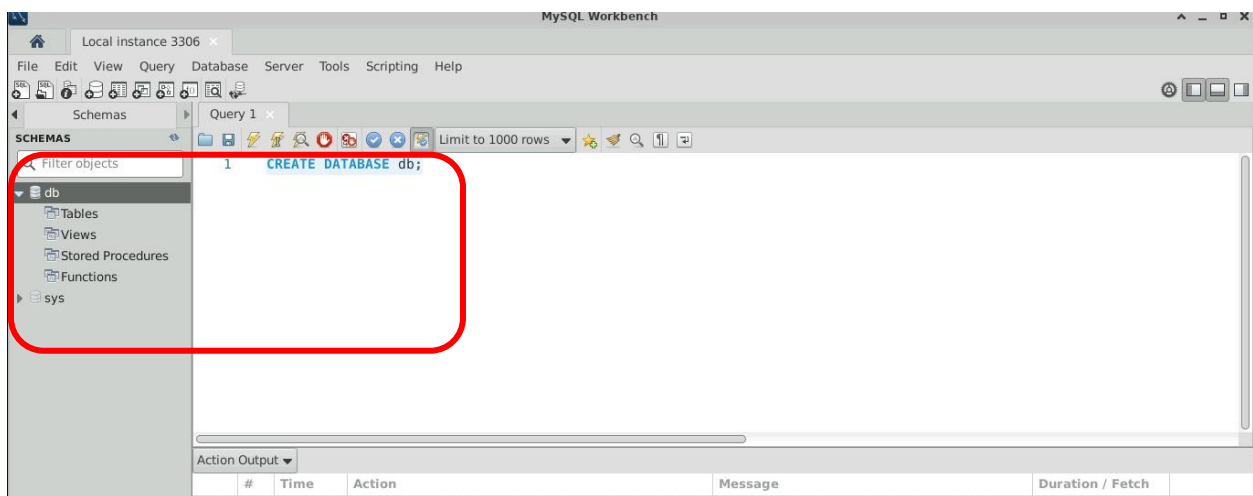 MySQL Workbench
Local instance 3306
File Edit View Query Database Server Tools Scripting Help
Schemas
Query 1
SCHEMAS
Limit to 1000 rows
Filter objects
1 CREATE DATABASE db;
db
Tables
Views
Stored Procedures
Functions
sys
Action Output
# Time Action Message Duration / Fetch